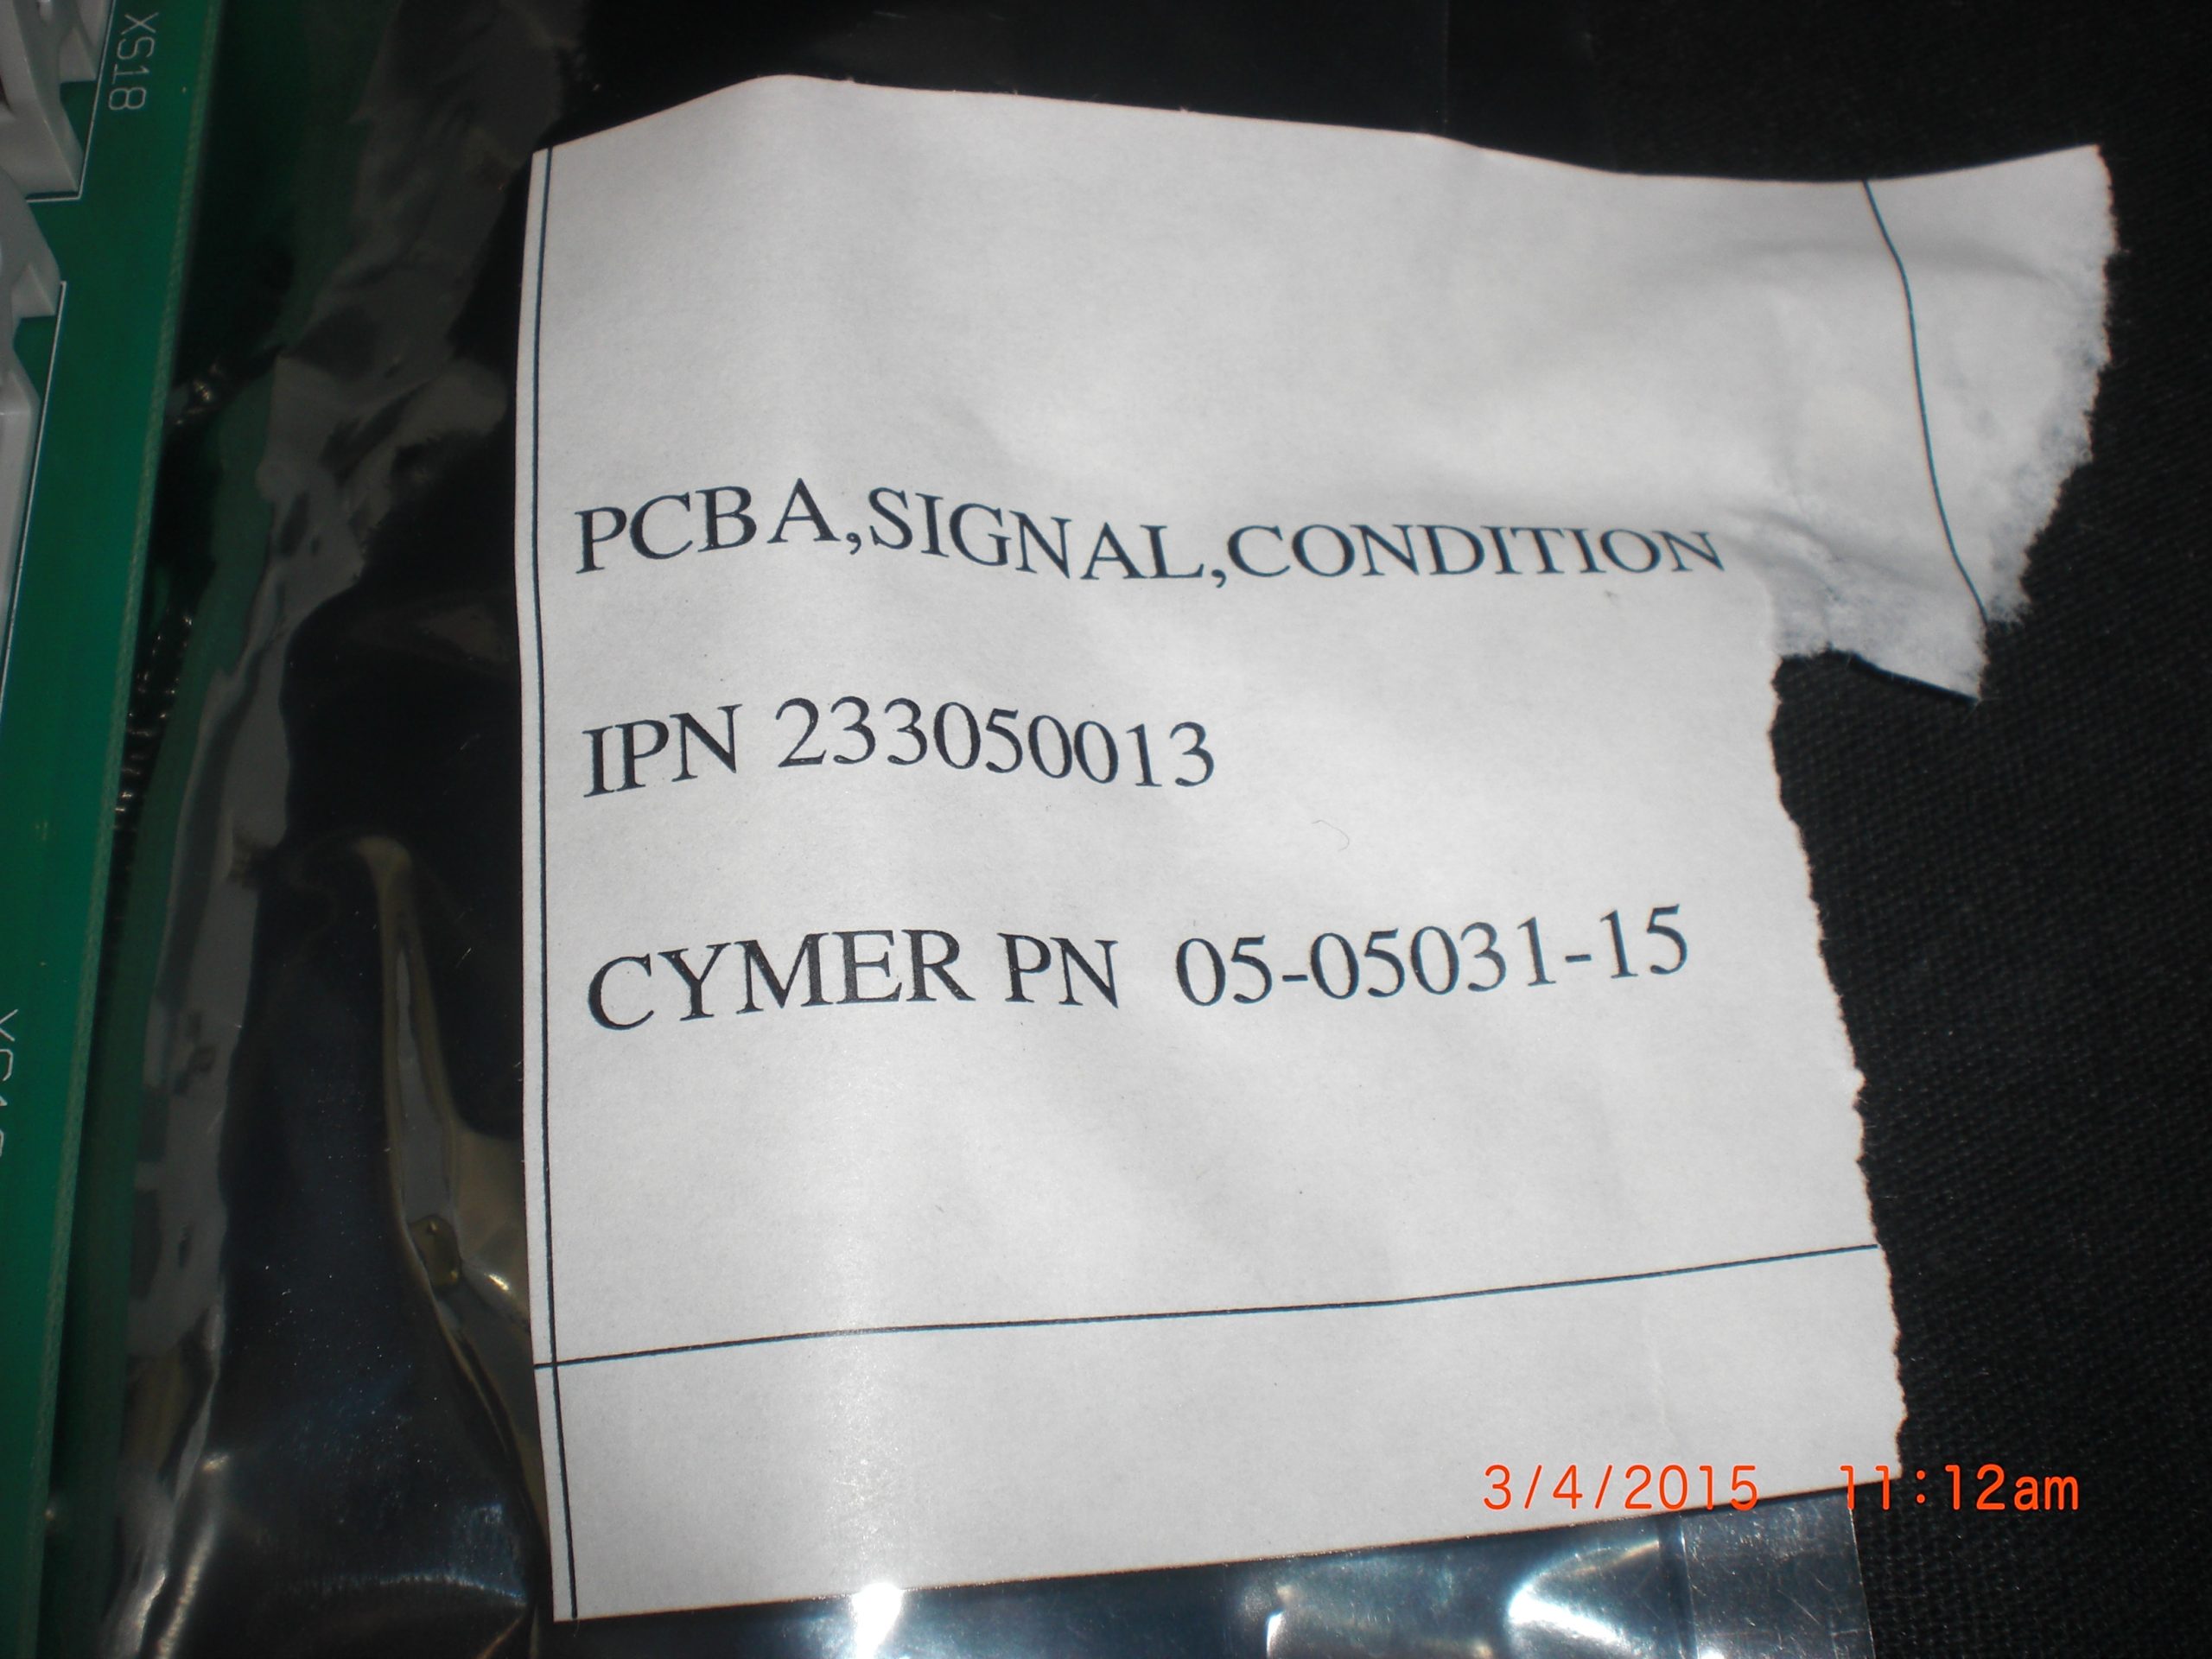 XS18
PCBA,SIGNAL,CONDITION
IPN 233050013
CYMER PN 05-05031-15
3/4/2015 11:12am